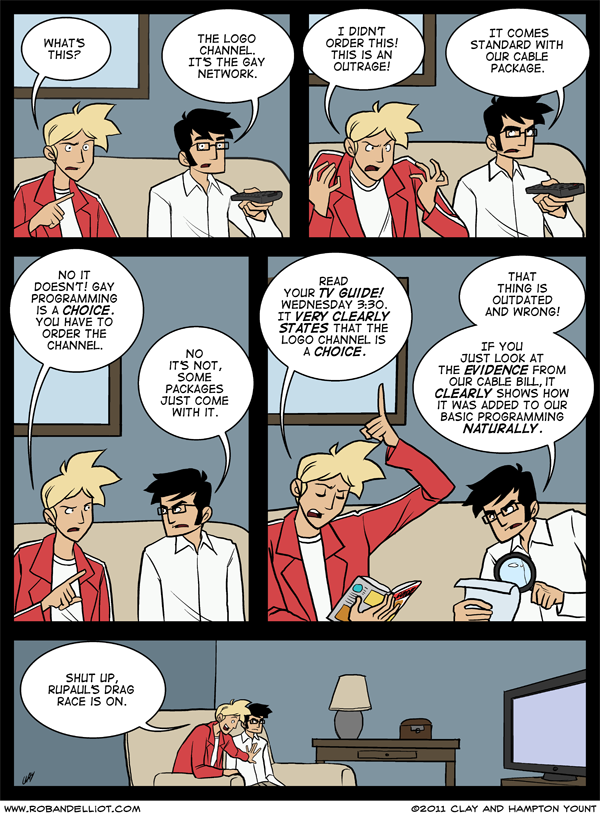 WHAT'S
THIS?
THE LOGO
CHANNEL.
IT'S THE GAY
NETWORK.
I DIDN'T
ORDER THIS!
THIS IS AN
OUTRAGE!
IT COMES
STANDARD WITH
OUR CABLE
PACKAGE.
NO IT
DOESN'T! GAY
PROGRAMMING
IS A CHOICE.
YOU HAVE TO
ORDER THE
CHANNEL.
NO
IT'S NOT,
SOME
PACKAGES
JUST COME
WITH IT.
READ
YOUR TV GUIDE!
WEDNESDAY 3:30.
IT VERY CLEARLY
STATES THAT THE
LOGO CHANNEL IS
A CHOICE.
THAT
THING IS
OUTDATED
AND WRONG!
IF YOU
JUST LOOK AT
THE EVIDENCE FROM
OUR CABLE BILL, IT
CLEARLY SHOWS HOW
IT WAS ADDED TO OUR
BASIC PROGRAMMING
NATURALLY.
SHUT UP,
RUPAUL'S DRAG
RACE IS ON.
WWW.ROBANDELLIOT.COM
©2011 CLAY AND HAMPTON YOUNT